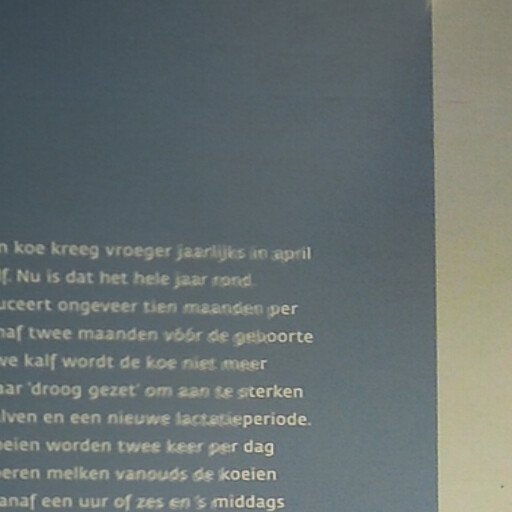 n koe kreeg vroeger jaarlijks in april
lf. Nu is dat het hele jaar rond.
uceert ongeveer tien maanden per
naf twee maanden vóór de geboorte
we kalf wordt de koe niet meer
aar 'droog gezet' om aan te sterken
lven en een nieuwe lactatieperiode.
oeien worden twee keer per dag
oeren melken vanouds de koeien
anaf een uur of zes en 's middags